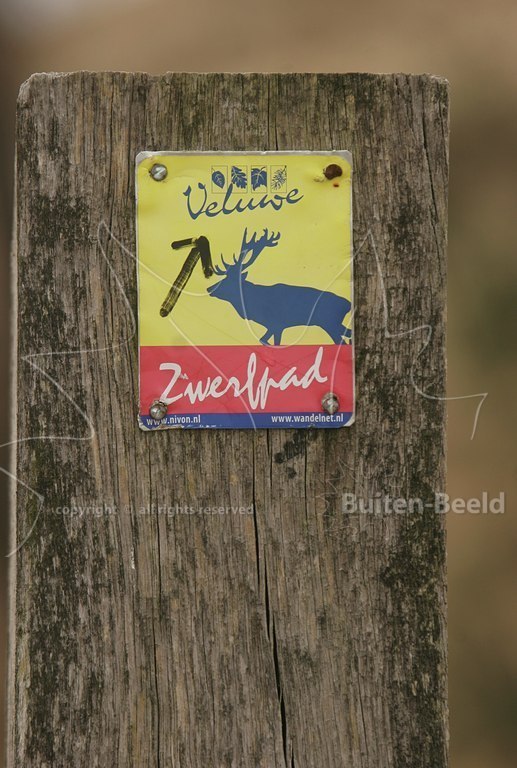 Veluwe
Zwerfpad
www.nivon.nl www.wandelnet.nl
copyright © all rights reserved
Buiten-Beeld